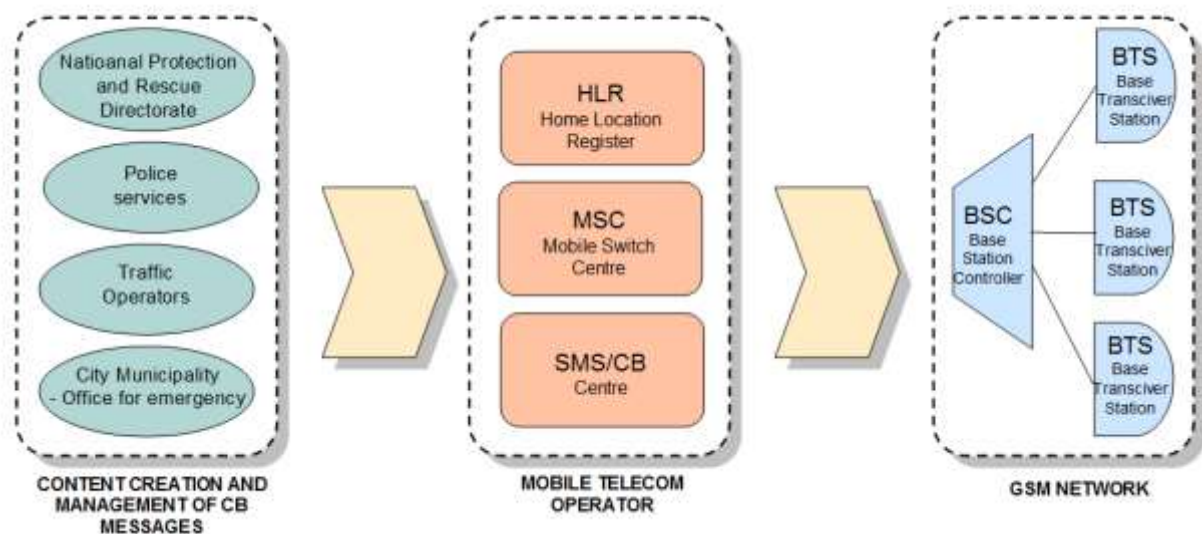 Natioanal Protection
and Rescue
Directorate
Police
services
Traffic
Operators
City Municipality
- Office for emergency
CONTENT CREATION AND
MANAGEMENT OF CB
MESSAGES
HLR
Home Location
Register
MSC
Mobile Switch
Centre
SMS/CB
Centre
MOBILE TELECOM
OPERATOR
BSC
Base
Station
Controller
BTS
Base
Transciver
Station
BTS
Base
Transciver
Station
BTS
Base
Transciver
Station
GSM NETWORK